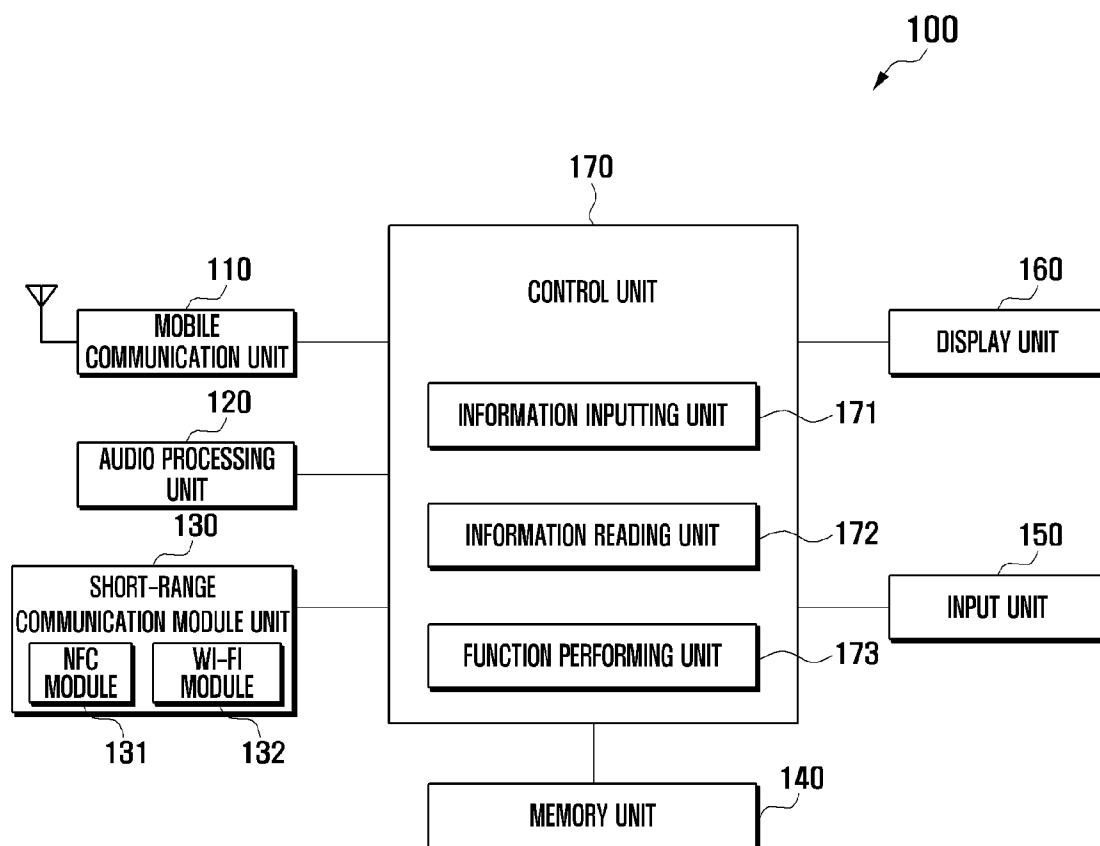 100
170
CONTROL UNIT
110
MOBILE
COMMUNICATION UNIT
160
DISPLAY UNIT
120
AUDIO PROCESSING
UNIT
INFORMATION INPUTTING UNIT
171
130
SHORT-RANGE
COMMUNICATION MODULE UNIT
NFC
MODULE
WI-FI
MODULE
131
132
INFORMATION READING UNIT
172
150
INPUT UNIT
FUNCTION PERFORMING UNIT
173
140
MEMORY UNIT